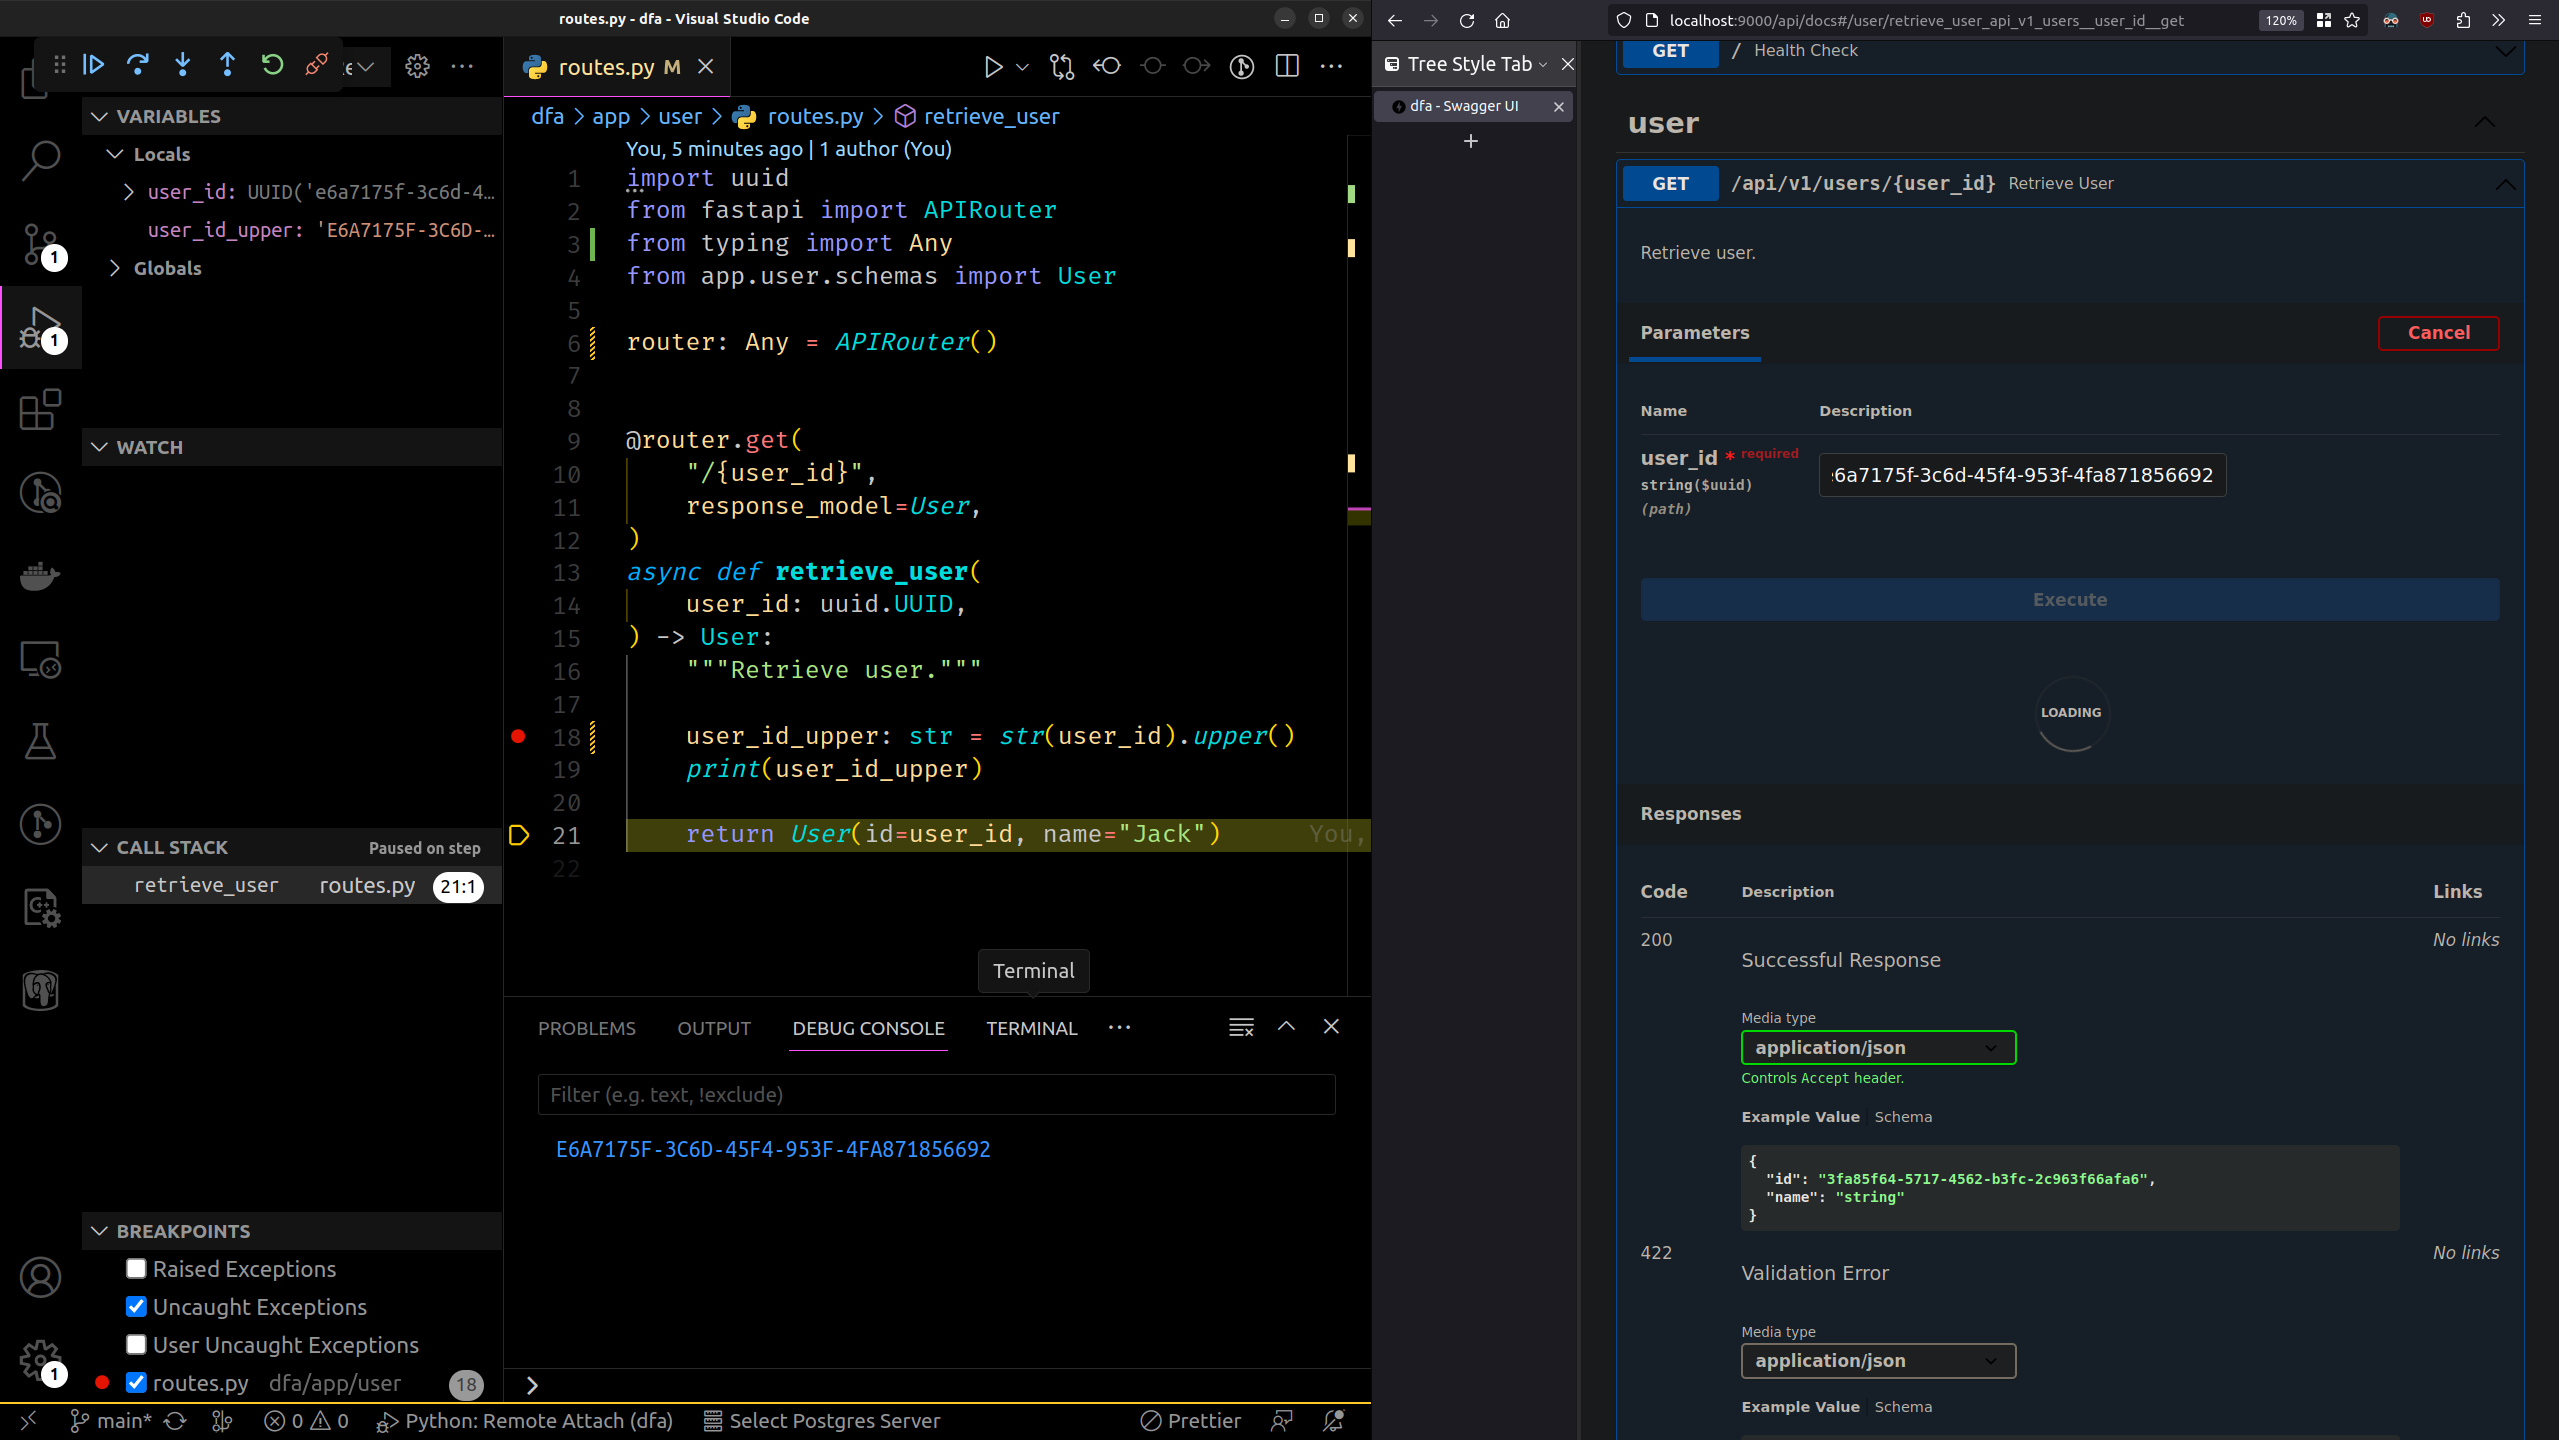 routes.py - dfa - Visual Studio Code
routes.py M
VARIABLES
Locals
user_id: UUID('e6a7175f-3c6d-4…
user_id_upper: 'E6A7175F-3C6D-…
Globals
1
1
WATCH
CALL STACK
Paused on step
retrieve_user routes.py 21:1
BREAKPOINTS
Raised Exceptions
Uncaught Exceptions
User Uncaught Exceptions
routes.py dfa/app/user 18
1
dfa > app > user > routes.py > retrieve_user
You, 5 minutes ago | 1 author (You)
1 import uuid
2 from fastapi import APIRouter
3 from typing import Any
4 from app.user.schemas import User
5
6 router: Any = APIRouter()
7
8
9 @router.get(
10 "/{user_id}",
11 response_model=User,
12 )
13 async def retrieve_user(
14 user_id: uuid.UUID,
15 ) -> User:
16 """Retrieve user."""
17
18 user_id_upper: str = str(user_id).upper()
19 print(user_id_upper)
20
21 return User(id=user_id, name="Jack") You,
22
Terminal
PROBLEMS OUTPUT DEBUG CONSOLE TERMINAL ···
Filter (e.g. text, !exclude)
E6A7175F-3C6D-45F4-953F-4FA871856692
main* 0 0 Python: Remote Attach (dfa) Select Postgres Server Prettier
localhost:9000/api/docs#/user/retrieve_user_api_v1_users__user_id__get 120%
Tree Style Tab
dfa - Swagger UI
GET / Health Check
user
GET /api/v1/users/{user_id} Retrieve User
Retrieve user.
Parameters
Cancel
Name Description
user_id * required
string($uuid)
(path)
6a7175f-3c6d-45f4-953f-4fa871856692
Execute
LOADING
Responses
Code Description Links
200 No links
Successful Response
Media type
application/json
Controls Accept header.
Example Value Schema
{
"id": "3fa85f64-5717-4562-b3fc-2c963f66afa6",
"name": "string"
}
422 No links
Validation Error
Media type
application/json
Example Value Schema